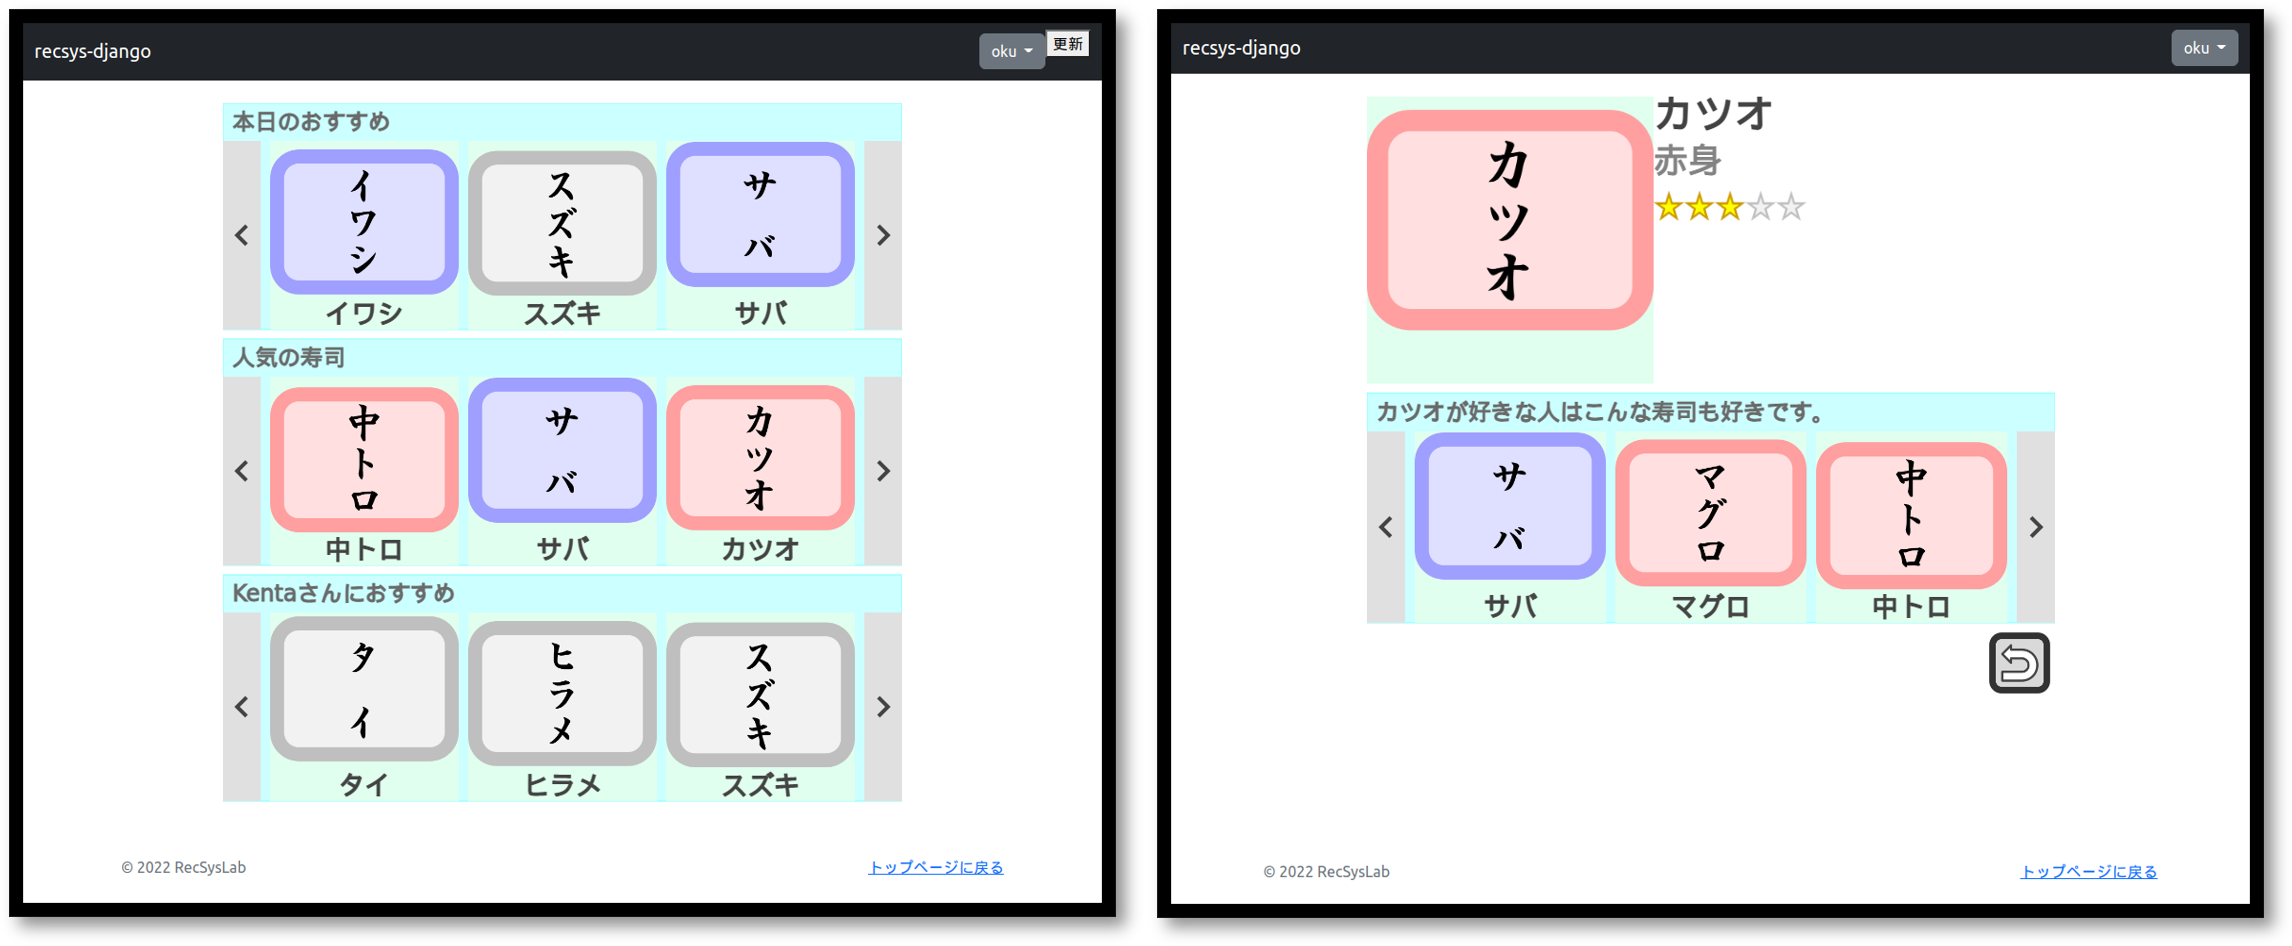 recsys-django
oku
更新
本日のおすすめ
イワシ
スズキ
サバ
イワシ
スズキ
サバ
人気の寿司
中トロ
サバ
カツオ
中トロ
サバ
カツオ
Kentaさんにおすすめ
タイ
ヒラメ
スズキ
タイ
ヒラメ
スズキ
© 2022 RecSysLab
トップページに戻る
recsys-django
oku
カツオ
カツオ
赤身
カツオが好きな人はこんな寿司も好きです。
サバ
マグロ
中トロ
サバ
マグロ
中トロ
© 2022 RecSysLab
トップページに戻る